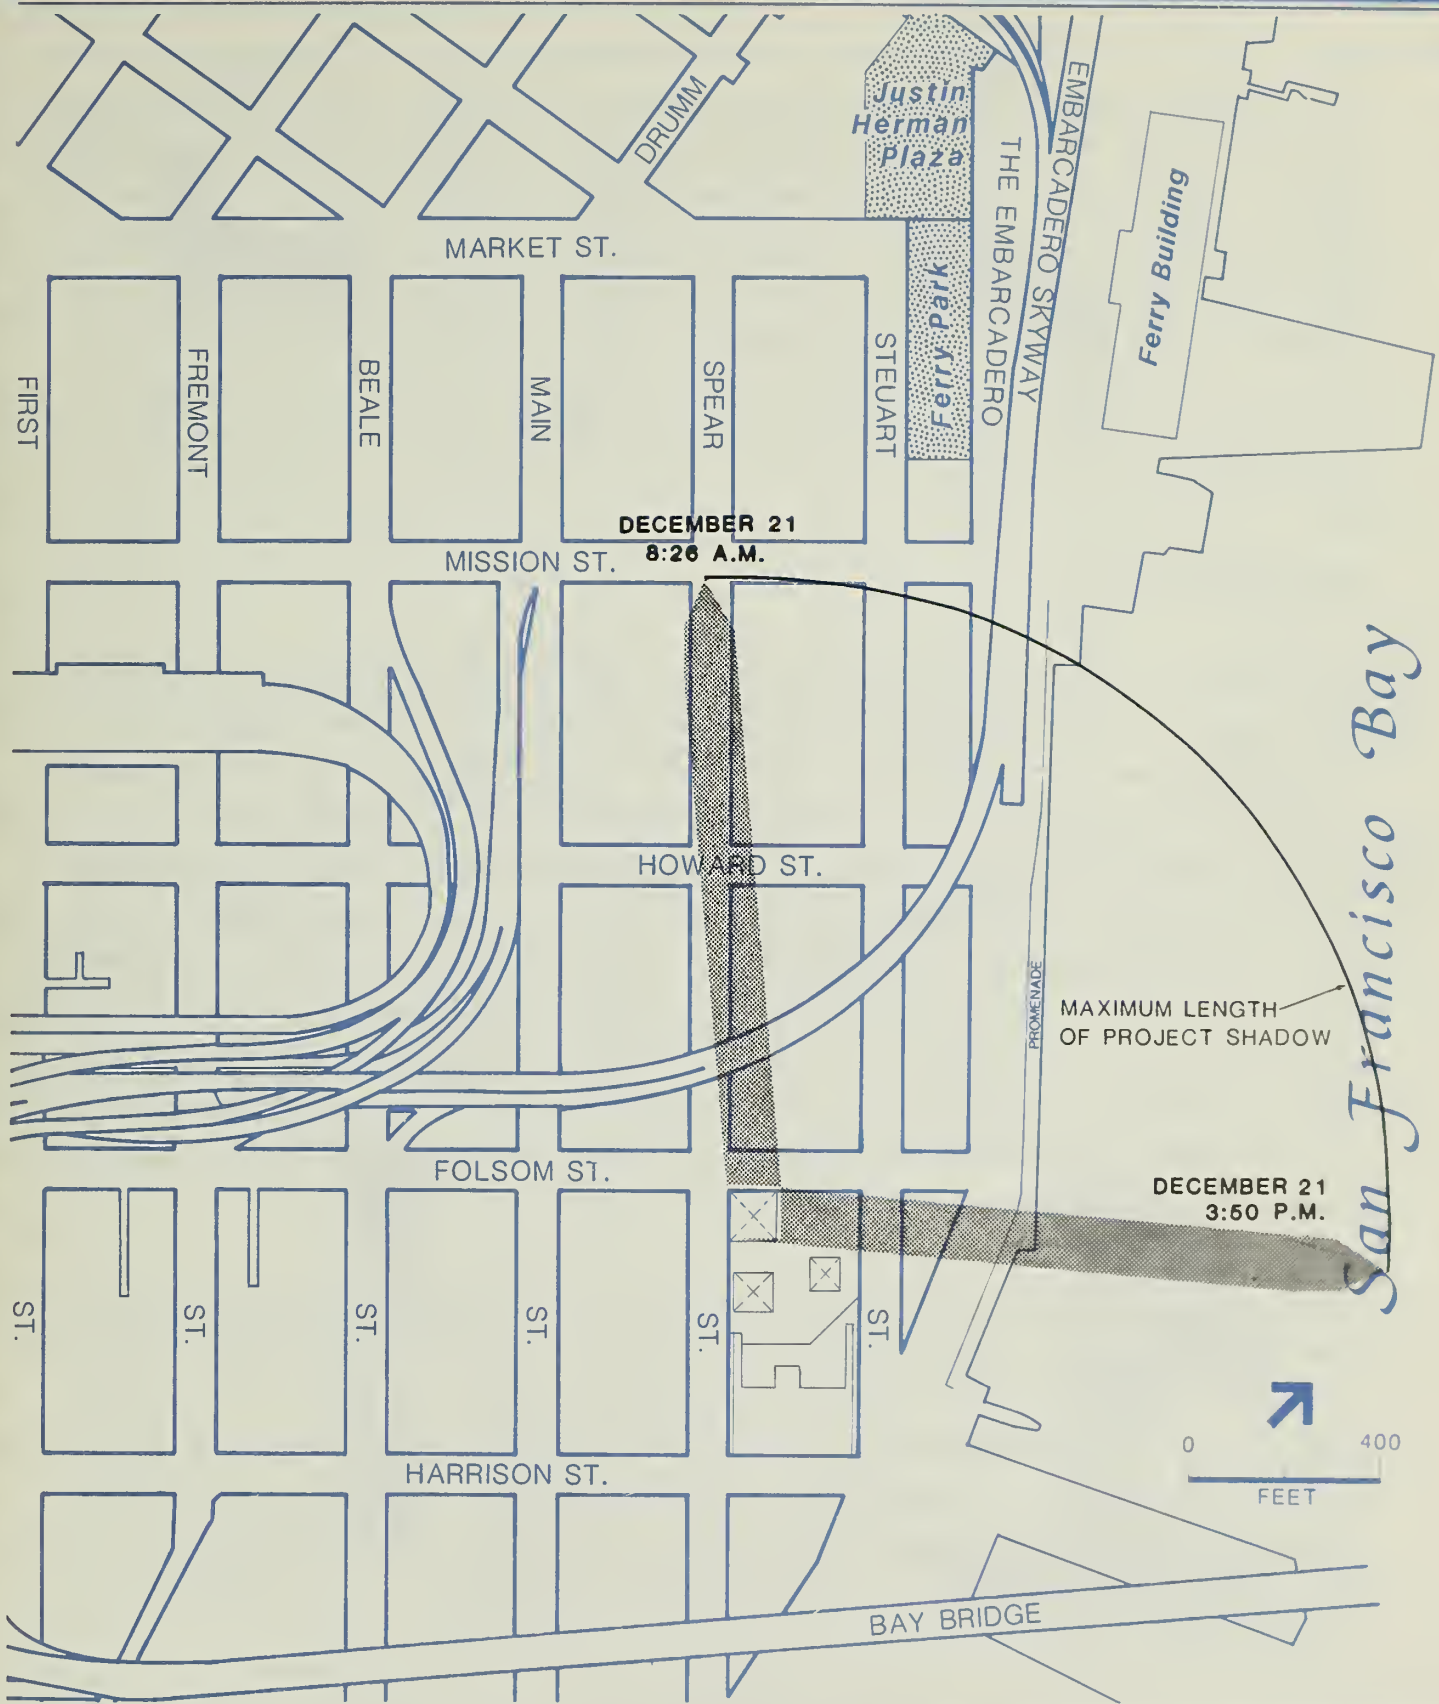 DRUMM
Justin
Herman
Plaza
THE EMBARCADERO
EMBARCADERO SKYWAY
Ferry Building
MARKET ST.
Ferry Park
FIRST
FREMONT
BEALE
MAIN
SPEAR
STEUART
DECEMBER 21
8:26 A.M.
MISSION ST.
San Francisco Bay
HOWARD ST.
PROMENADE
MAXIMUM LENGTH
OF PROJECT SHADOW
FOLSOM ST.
DECEMBER 21
3:50 P.M.
ST.
ST.
ST.
ST.
ST.
ST.
0 400
FEET
HARRISON ST.
BAY BRIDGE